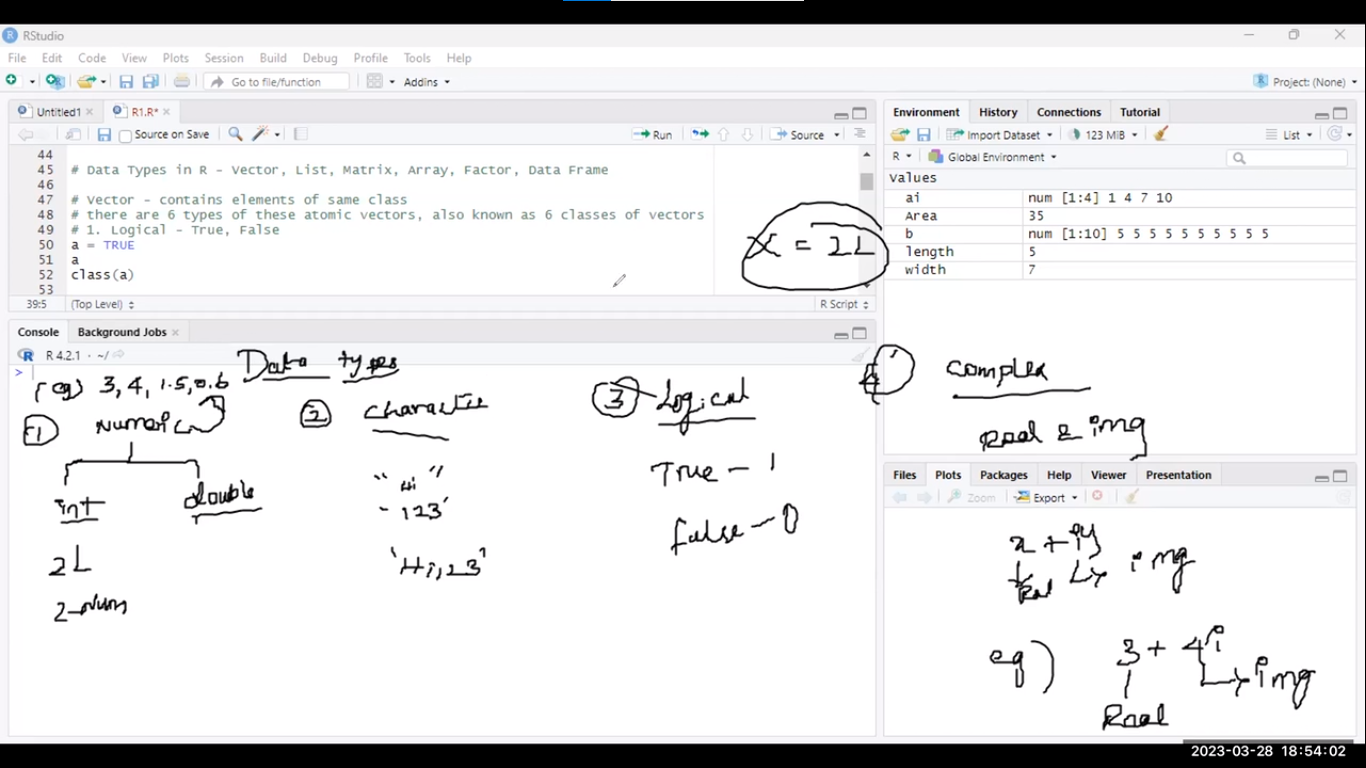 RStudio
File Edit Code View Plots Session Build Debug Profile Tools Help
Go to file/function Addins Project: (None)
Untitled1 R1.R*
Source on Save Run Source
44
45 # Data Types in R - Vector, List, Matrix, Array, Factor, Data Frame
46
47 # Vector - contains elements of same class
48 # there are 6 types of these atomic vectors, also known as 6 classes of vectors
49 # 1. Logical - True, False
50 a = TRUE
51 a
52 class(a)
53
39:5 (Top Level) R Script
x = 2L
Environment History Connections Tutorial
Import Dataset 123 MiB List
R Global Environment
Values
ai num [1:4] 1 4 7 10
Area 35
b num [1:10] 5 5 5 5 5 5 5 5 5 5
length 5
width 7
Console Background Jobs
R 4.2.1 · ~/
>
Data types
(eg) 3, 4, 1.5, 0.6
1 Numeric
int double
2L
2-Num
2 character
"Hi"
"123"
'Hi,23'
3 Logical
True - 1
false - 0
4 complex
Real & img
Files Plots Packages Help Viewer Presentation
Zoom Export
x + iy
Real img
eg) 3 + 4i
img
Real
2023-03-28 18:54:02